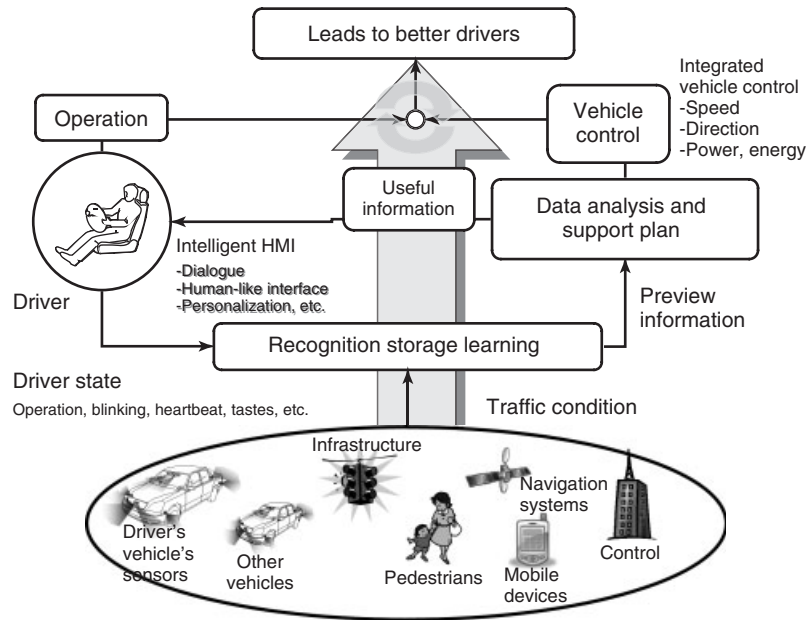 Leads to better drivers
Operation
Vehicle
control
Integrated
vehicle control
-Speed
-Direction
-Power, energy
Useful
information
Data analysis and
support plan
Intelligent HMI
-Dialogue
-Human-like interface
-Personalization, etc.
Driver
Preview
information
Recognition storage learning
Driver state
Operation, blinking, heartbeat, tastes, etc.
Traffic condition
Infrastructure
Driver's
vehicle's
sensors
Other
vehicles
Pedestrians
Navigation
systems
Mobile
devices
Control